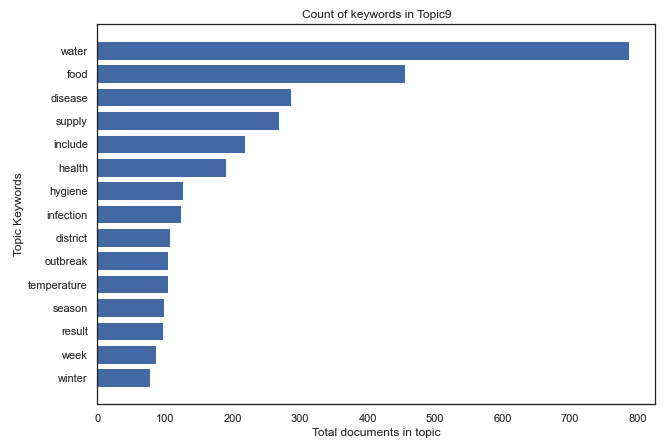 Count of keywords in Topic9
Topic Keywords
water
food
disease
supply
include
health
hygiene
infection
district
outbreak
temperature
season
result
week
winter
0 100 200 300 400 500 600 700 800
Total documents in topic